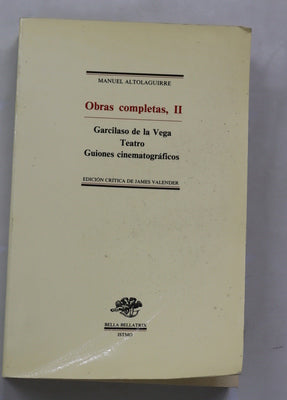 MANUEL ALTOLAGUIRRE
Obras completas, II
Garcilaso de la Vega
Teatro
Guiones cinematográficos
EDICIÓN CRÍTICA DE JAMES VALENDER
BELLA BELLATRIX
ISTMO